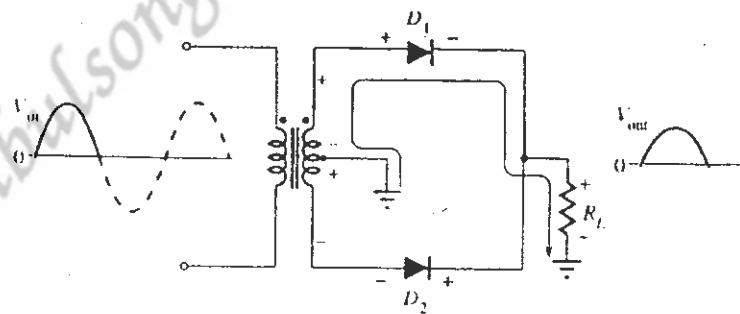 D₁
+ -
+
V_in
V_out
0
-
+
0
+
R_L
-
-
- +
D₂